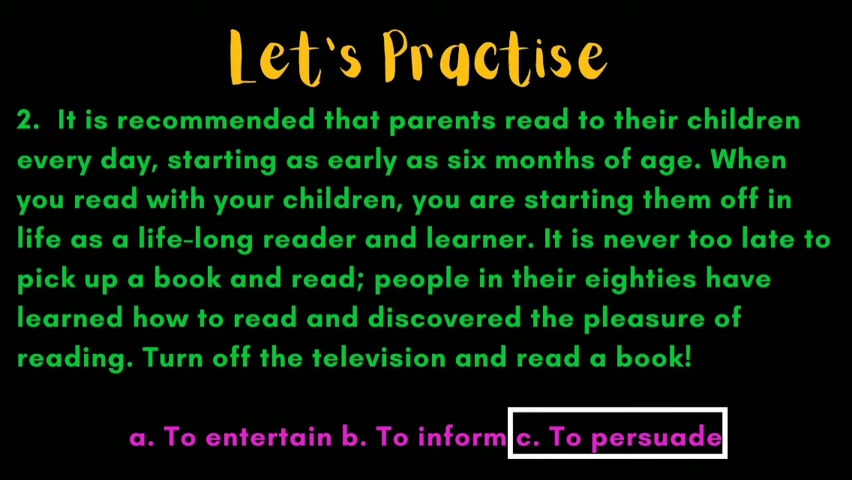 Let's Practise
2. It is recommended that parents read to their children
every day, starting as early as six months of age. When
you read with your children, you are starting them off in
life as a life-long reader and learner. It is never too late to
pick up a book and read; people in their eighties have
learned how to read and discovered the pleasure of
reading. Turn off the television and read a book!
a. To entertain b. To inform c. To persuade